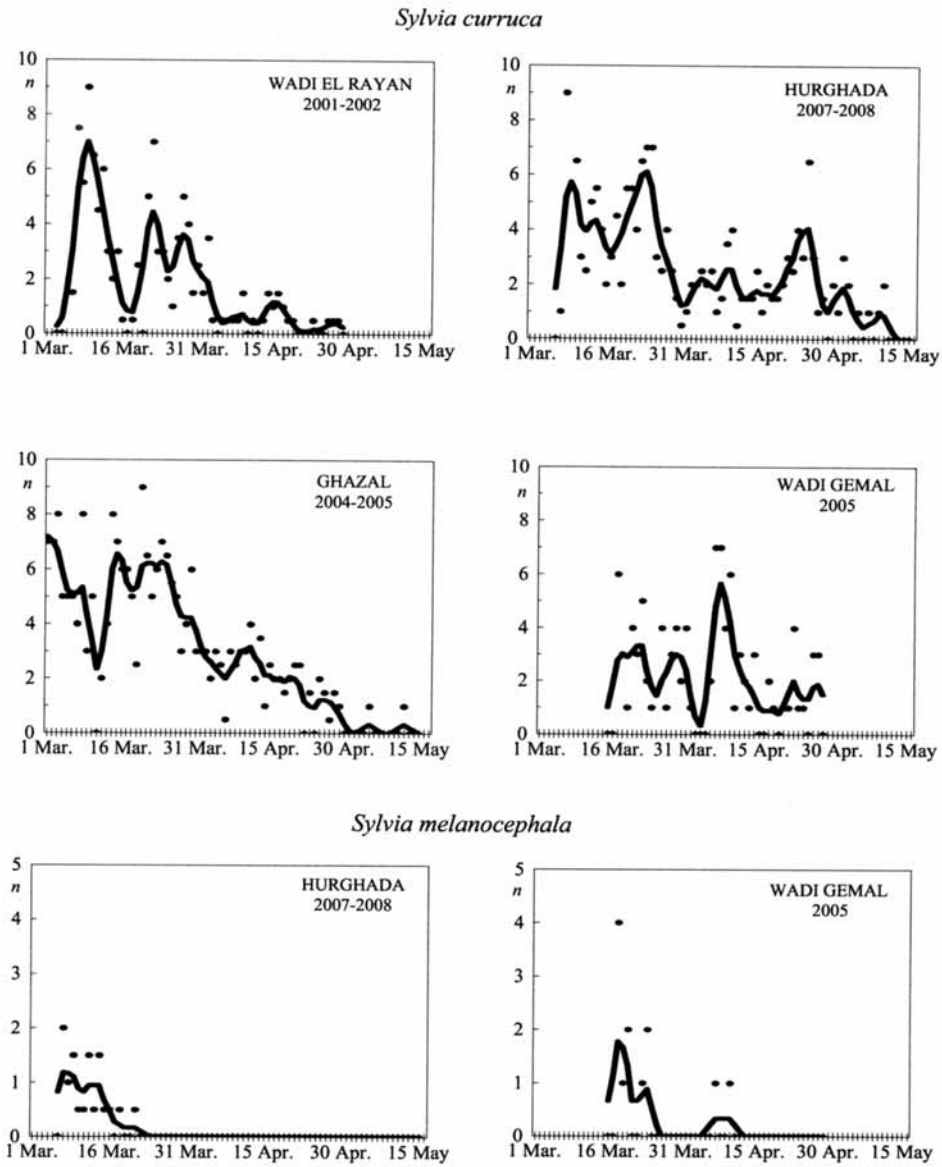 Sylvia curruca
10
n
8
6
4
2
0
WADI EL RAYAN
2001-2002
1 Mar. 16 Mar. 31 Mar. 15 Apr. 30 Apr. 15 May
10
n
8
6
4
2
0
HURGHADA
2007-2008
1 Mar. 16 Mar. 31 Mar. 15 Apr. 30 Apr. 15 May
10
n
8
6
4
2
0
GHAZAL
2004-2005
1 Mar. 16 Mar. 31 Mar. 15 Apr. 30 Apr. 15 May
10
n
8
6
4
2
0
WADI GEMAL
2005
1 Mar. 16 Mar. 31 Mar. 15 Apr. 30 Apr. 15 May
Sylvia melanocephala
5
n
4
3
2
1
0
HURGHADA
2007-2008
1 Mar. 16 Mar. 31 Mar. 15 Apr. 30 Apr. 15 May
5
n
4
3
2
1
0
WADI GEMAL
2005
1 Mar. 16 Mar. 31 Mar. 15 Apr. 30 Apr. 15 May